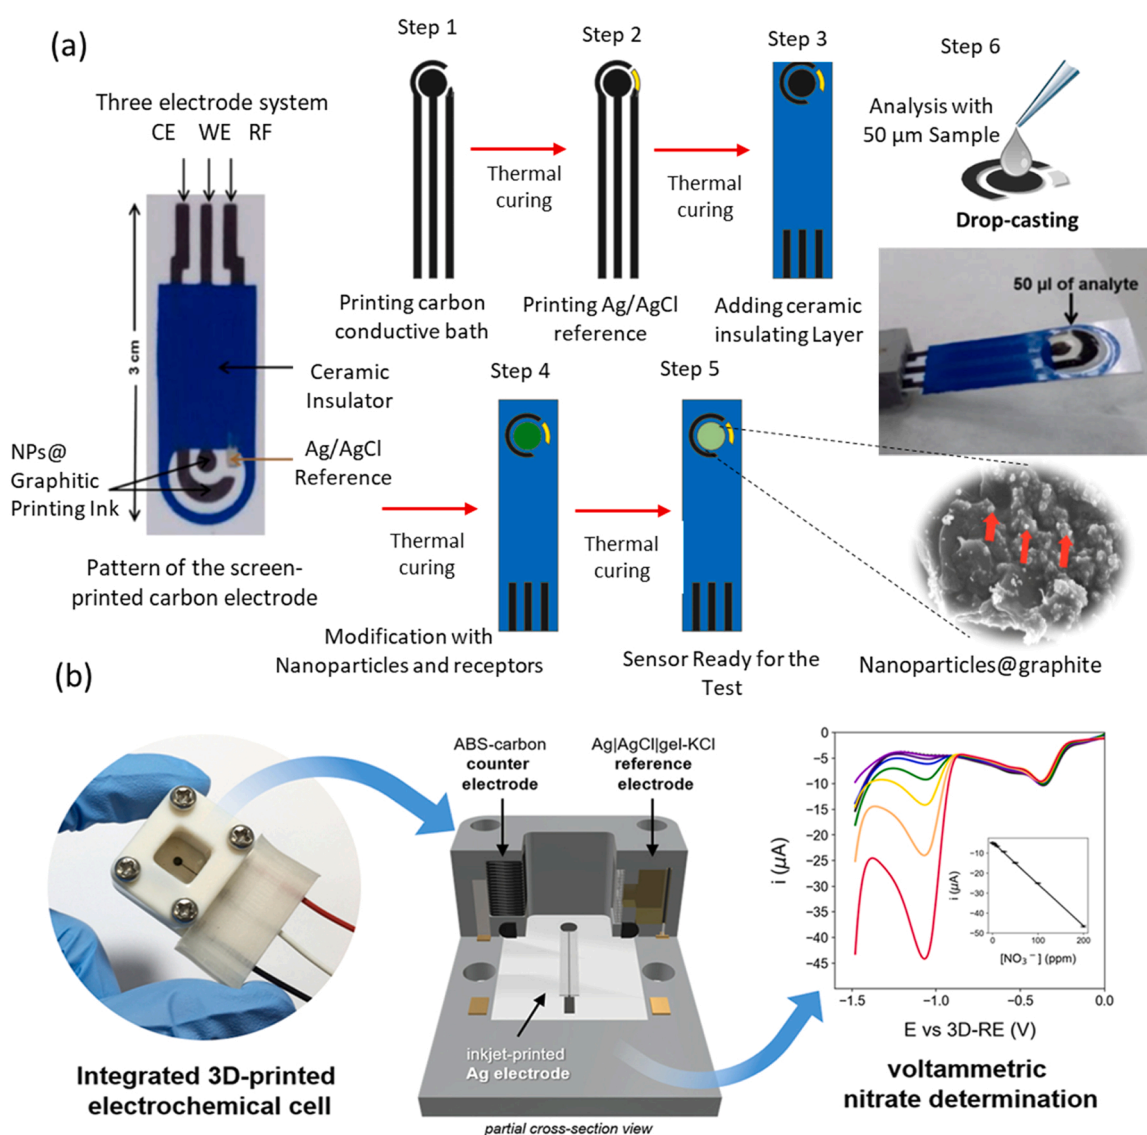 (a)
Three electrode system
CE WE RF
3 cm
Ceramic
Insulator
Ag/AgCl
Reference
NPs@
Graphitic
Printing Ink
Pattern of the screen-
printed carbon electrode
Step 1
Printing carbon
conductive bath
Thermal
curing
Step 2
Printing Ag/AgCl
reference
Thermal
curing
Step 3
Adding ceramic
insulating Layer
Thermal
curing
Step 4
Modification with
Nanoparticles and receptors
Thermal
curing
Step 5
Sensor Ready for the
Test
Step 6
Analysis with
50 μm Sample
Drop-casting
50 μl of analyte
Nanoparticles@graphite
(b)
Integrated 3D-printed
electrochemical cell
ABS-carbon
counter
electrode
Ag|AgCl|gel-KCl
reference
electrode
inkjet-printed
Ag electrode
partial cross-section view
i (μA)
0
−5
−10
−15
−20
−25
−30
−35
−40
−45
−1.5 −1.0 −0.5 0.0
E vs 3D-RE (V)
i (μA)
−10
−20
−30
−40
−50
0 100 200
[NO₃⁻] (ppm)
voltammetric
nitrate determination